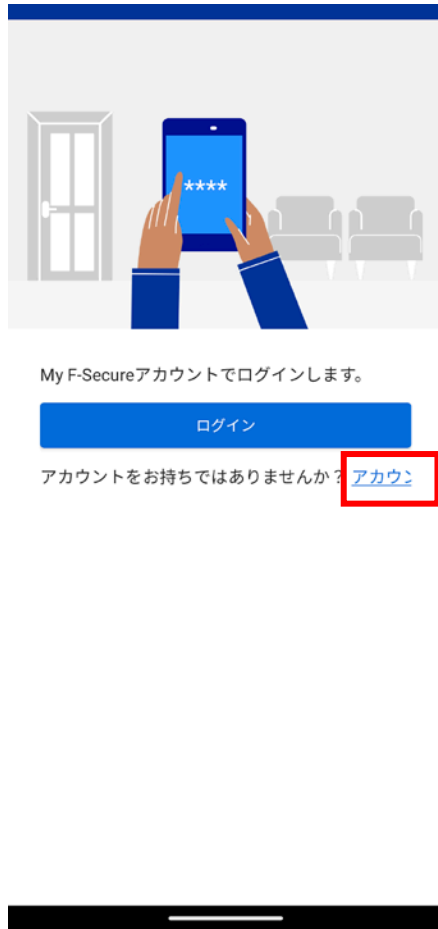 ****
My F-Secureアカウントでログインします。
ログイン
アカウントをお持ちではありませんか？ アカウン